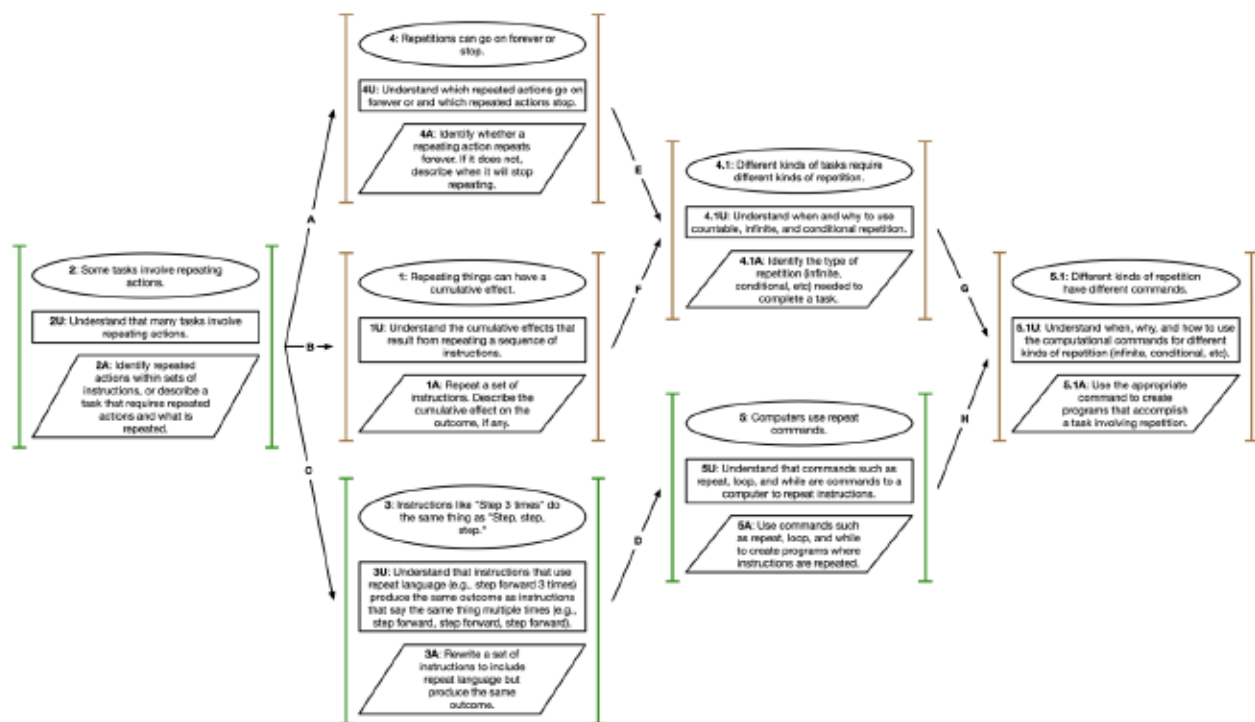 4: Repetitions can go on forever or
stop.
4U: Understand which repeated actions go on
forever or and which repeated actions stop.
4A: Identify whether a
repeating action repeats
forever. If it does not,
describe when it will stop
repeating.
A
E
4.1: Different kinds of tasks require
different kinds of repetition.
4.1U: Understand when and why to use
countable, infinite, and conditional repetition.
4.1A: Identify the type of
repetition (infinite,
conditional, etc) needed to
complete a task.
2: Some tasks involve repeating
actions.
2U: Understand that many tasks involve
repeating actions.
2A: Identify repeated
actions within sets of
instructions, or describe a
task that requires repeated
actions and what is
repeated.
B
1: Repeating things can have a
cumulative effect.
1U: Understand the cumulative effects that
result from repeating a sequence of
instructions.
1A: Repeat a set of
instructions. Describe the
cumulative effect on the
outcome, if any.
F
G
5.1: Different kinds of repetition
have different commands.
5.1U: Understand when, why, and how to use
the computational commands for different
kinds of repetition (infinite, conditional, etc).
5.1A: Use the appropriate
command to create
programs that accomplish
a task involving repetition.
C
3: Instructions like "Step 3 times" do
the same thing as "Step, step,
step."
3U: Understand that instructions that use
repeat language (e.g., step forward 3 times)
produce the same outcome as instructions
that say the same thing multiple times (e.g.,
step forward, step forward, step forward).
3A: Rewrite a set of
instructions to include
repeat language but
produce the same
outcome.
D
5: Computers use repeat
commands.
5U: Understand that commands such as
repeat, loop, and while are commands to a
computer to repeat instructions.
5A: Use commands such
as repeat, loop, and while
to create programs where
instructions are repeated.
H